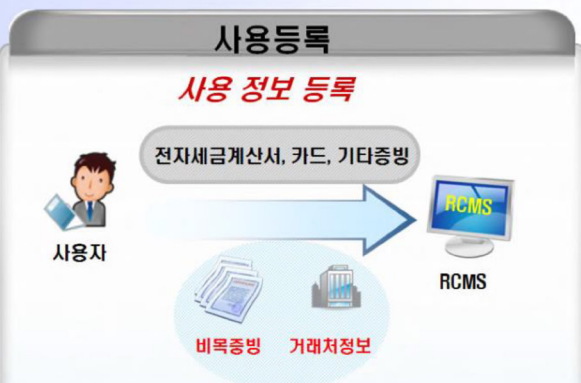 사용등록
사용 정보 등록
전자세금계산서, 카드, 기타증빙
RCMS
사용자
RCMS
비목증빙 거래처정보